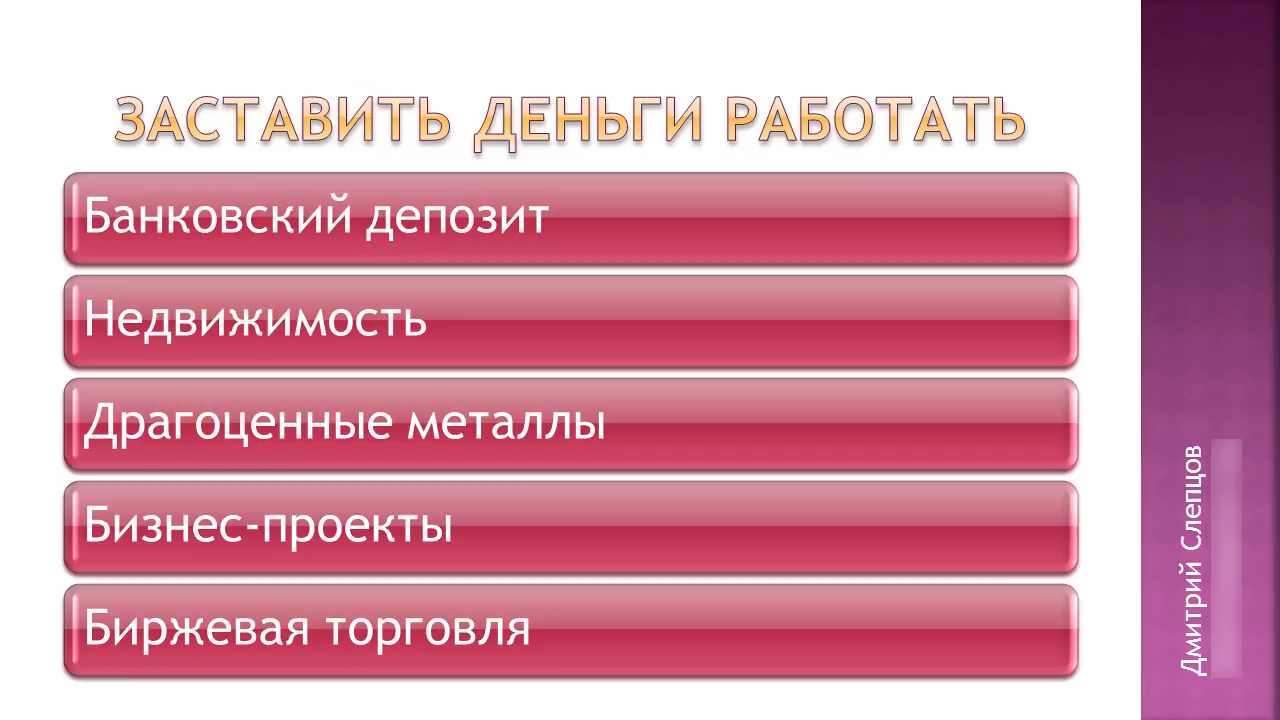 ЗАСТАВИТЬ ДЕНЬГИ РАБОТАТЬ
Банковский депозит
Недвижимость
Драгоценные металлы
Бизнес-проекты
Биржевая торговля
Дмитрий Слепцов